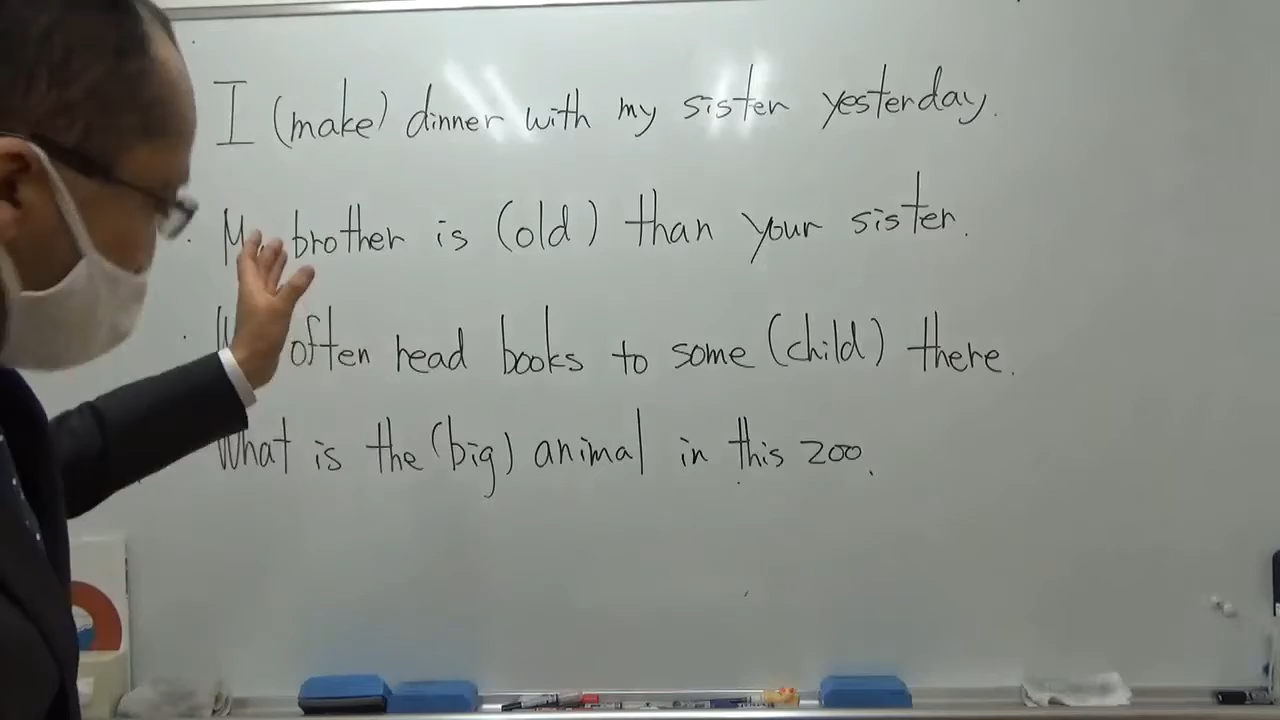 I (make) dinner with my sister yesterday.
My brother is (old) than your sister.
often read books to some (child) there.
What is the (big) animal in this zoo.